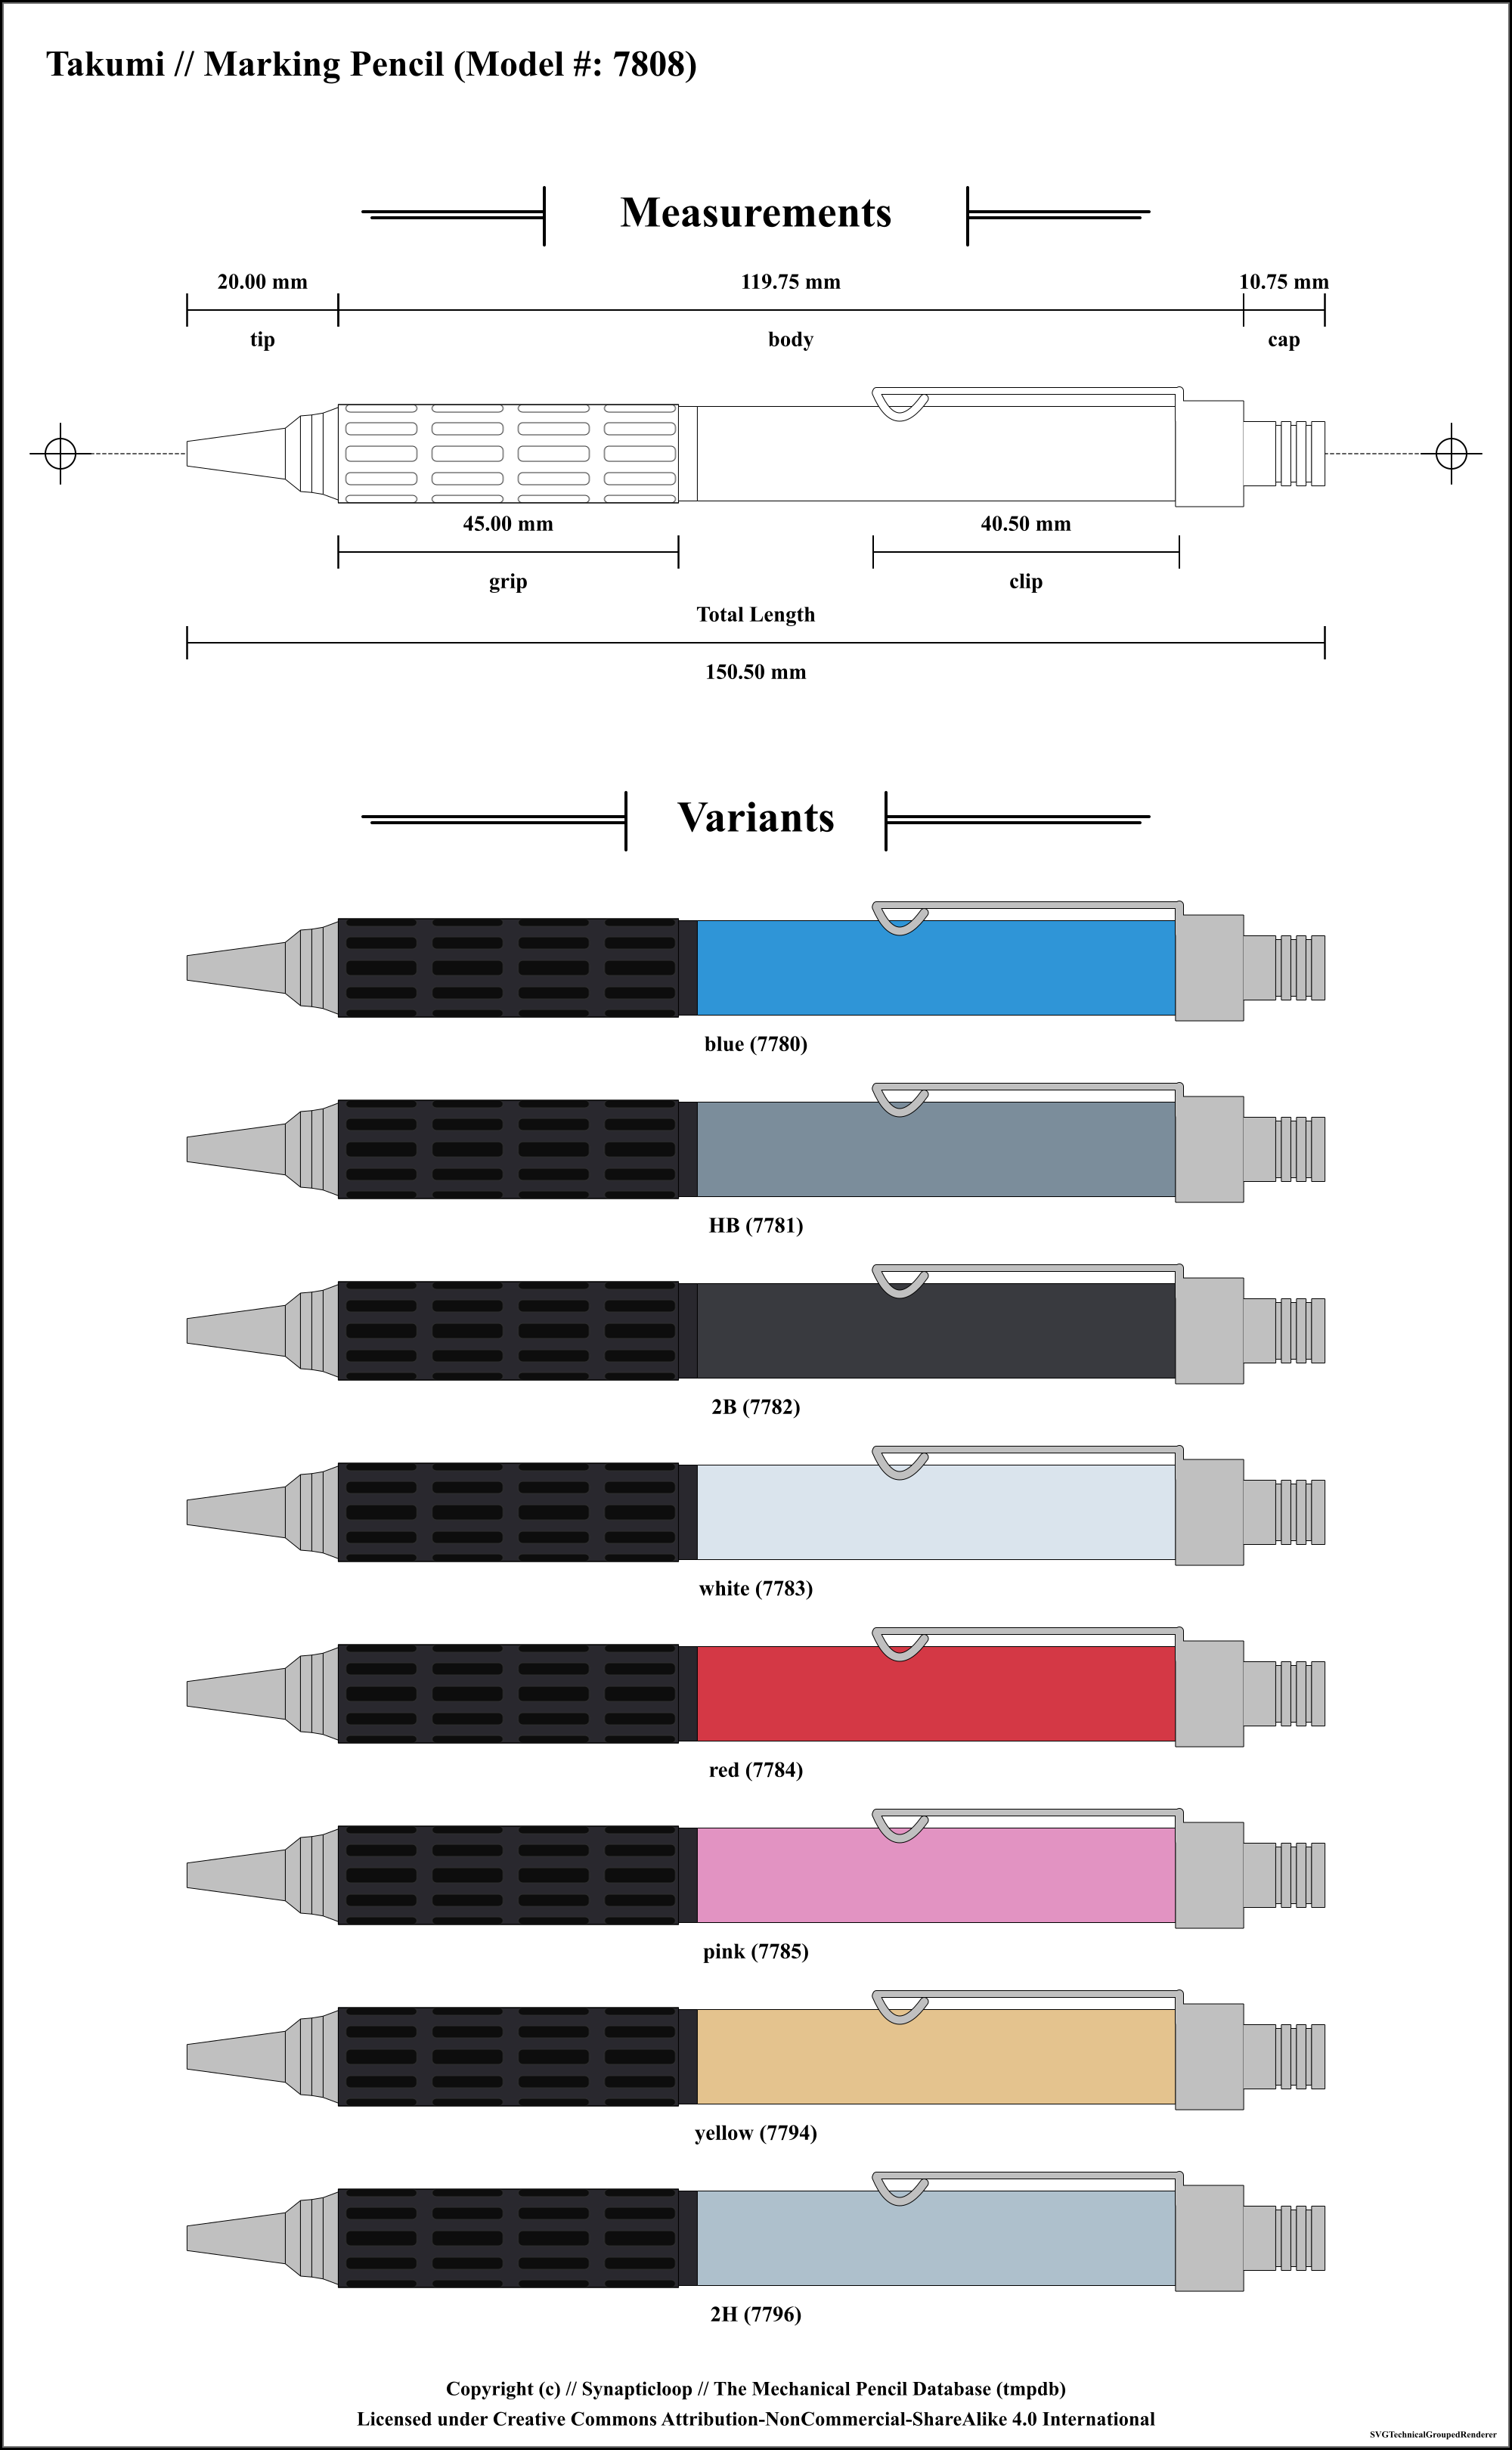 Takumi // Marking Pencil (Model #: 7808)
Measurements
20.00 mm
119.75 mm
10.75 mm
tip
body
cap
45.00 mm
40.50 mm
grip
clip
Total Length
150.50 mm
Variants
blue (7780)
HB (7781)
2B (7782)
white (7783)
red (7784)
pink (7785)
yellow (7794)
2H (7796)
Copyright (c) // Synapticloop // The Mechanical Pencil Database (tmpdb)
Licensed under Creative Commons Attribution-NonCommercial-ShareAlike 4.0 International
SVGTechnicalGroupedRenderer